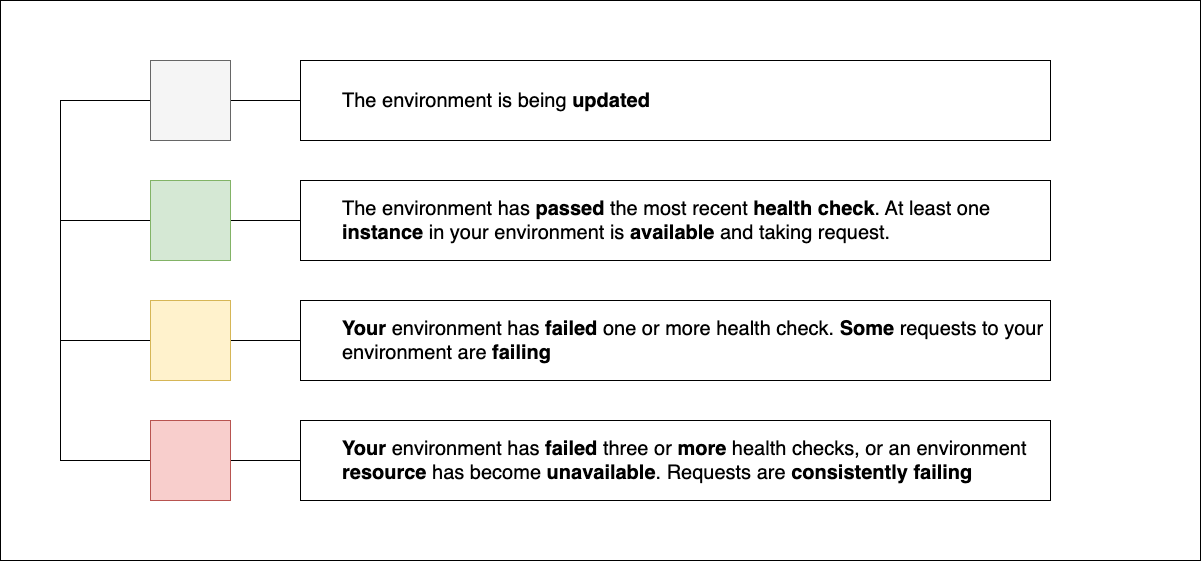 The environment is being updated
The environment has passed the most recent health check. At least one
instance in your environment is available and taking request.
Your environment has failed one or more health check. Some requests to your
environment are failing
Your environment has failed three or more health checks, or an environment
resource has become unavailable. Requests are consistently failing